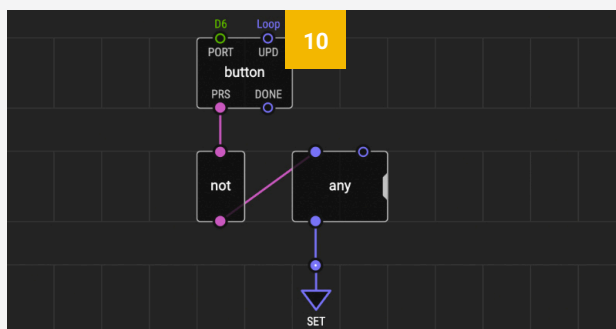 D6 Loop
10
PORT UPD
button
PRS DONE
not any
SET